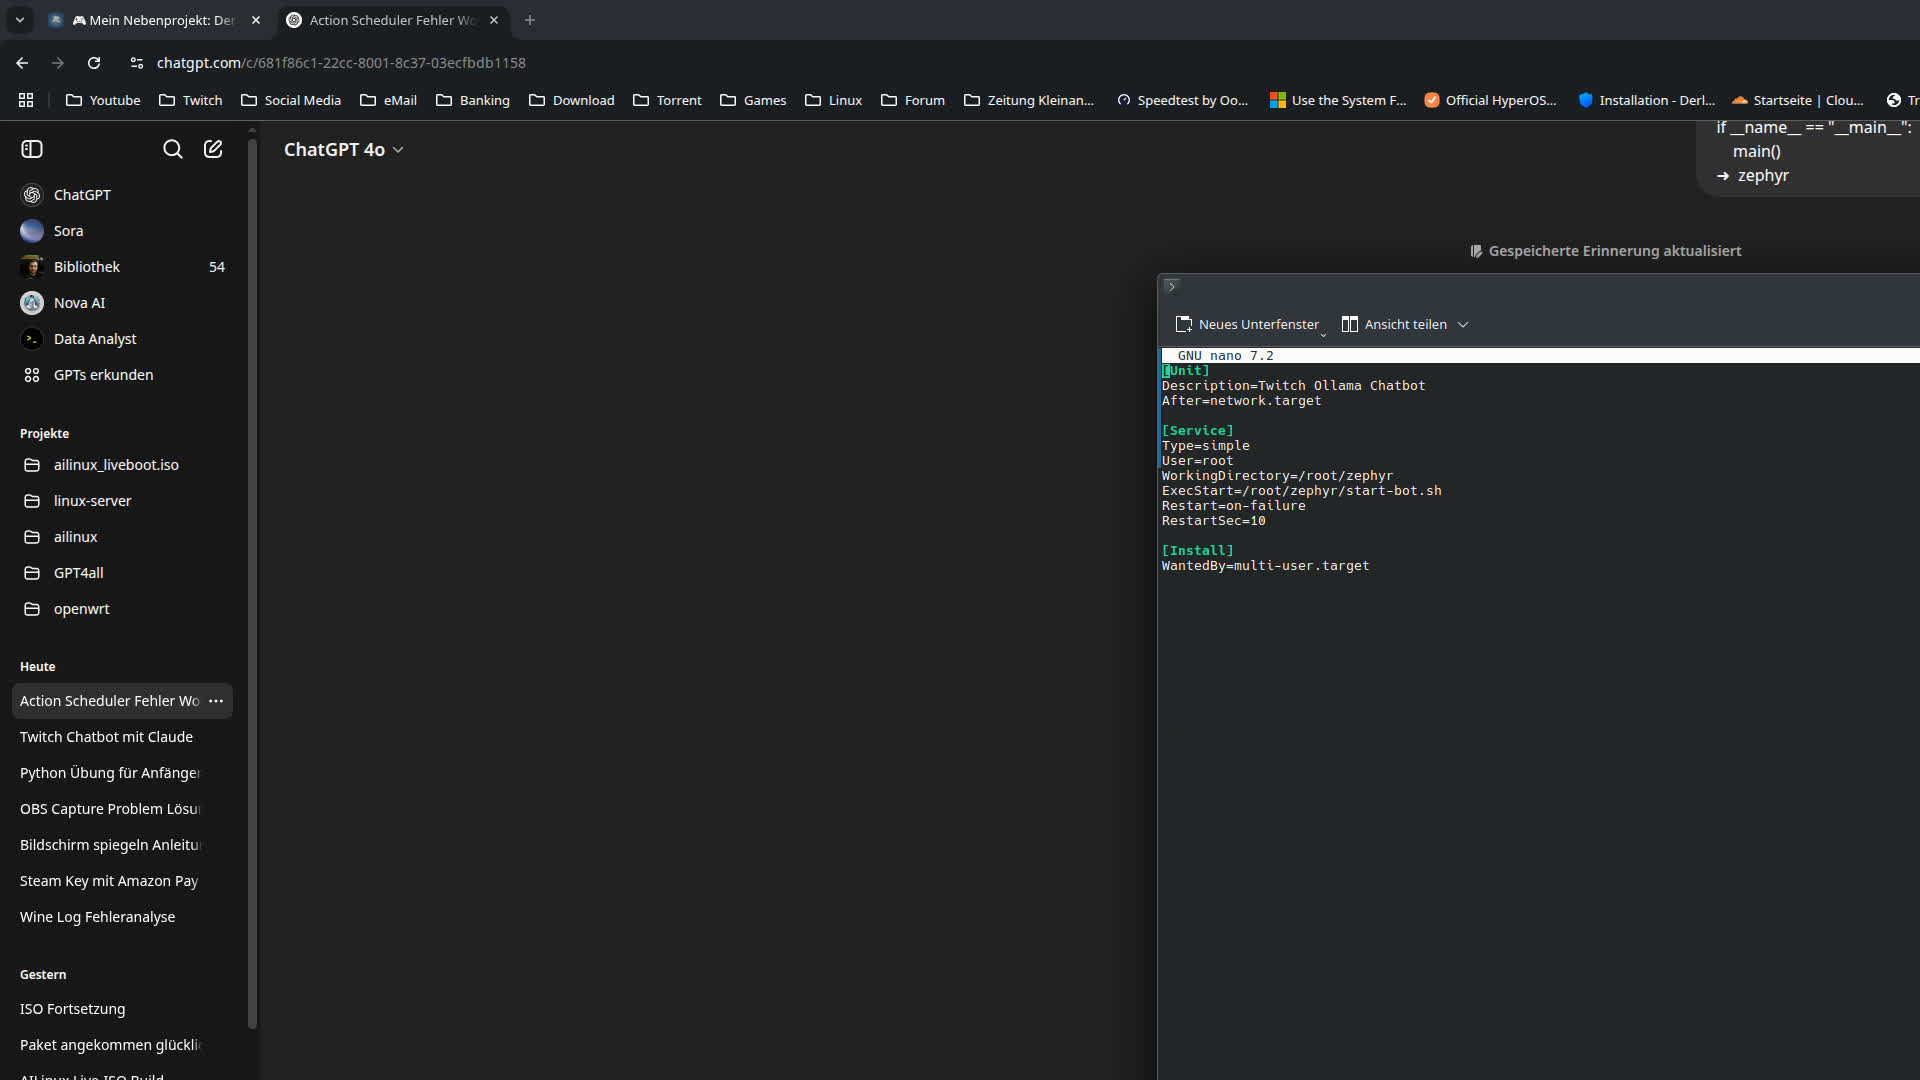 🎮 Mein Nebenprojekt: Der
Action Scheduler Fehler Wo
chatgpt.com/c/681f86c1-22cc-8001-8c37-03ecfbdb1158
Youtube
Twitch
Social Media
eMail
Banking
Download
Torrent
Games
Linux
Forum
Zeitung Kleinan...
Speedtest by Oo...
Use the System F...
Official HyperOS...
Installation - Derl...
Startseite | Clou...
ChatGPT 4o
if __name__ == "__main__":
main()
➜ zephyr
Gespeicherte Erinnerung aktualisiert
ChatGPT
Sora
Bibliothek 54
Nova AI
Data Analyst
GPTs erkunden
Projekte
ailinux_liveboot.iso
linux-server
ailinux
GPT4all
openwrt
Heute
Action Scheduler Fehler Wo
Twitch Chatbot mit Claude
Python Übung für Anfänger
OBS Capture Problem Lösu
Bildschirm spiegeln Anleitu
Steam Key mit Amazon Pay
Wine Log Fehleranalyse
Gestern
ISO Fortsetzung
Paket angekommen glückli
AILinux Live ISO Build
Neues Unterfenster
Ansicht teilen
GNU nano 7.2
[Unit]
Description=Twitch Ollama Chatbot
After=network.target
[Service]
Type=simple
User=root
WorkingDirectory=/root/zephyr
ExecStart=/root/zephyr/start-bot.sh
Restart=on-failure
RestartSec=10
[Install]
WantedBy=multi-user.target